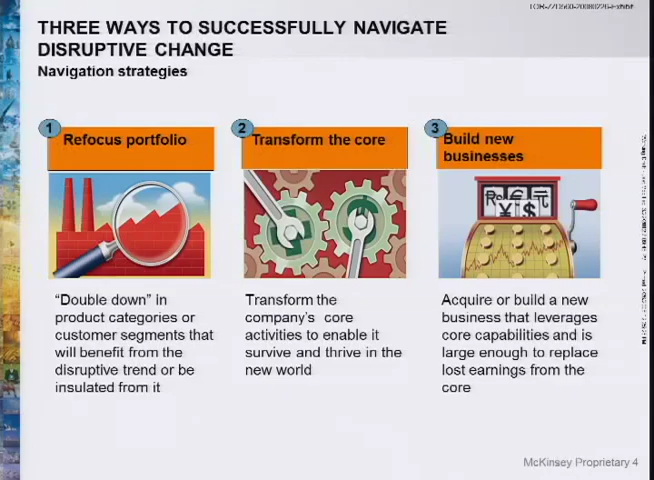 THREE WAYS TO SUCCESSFULLY NAVIGATE
DISRUPTIVE CHANGE
Navigation strategies
1
Refocus portfolio
“Double down” in
product categories or
customer segments that
will benefit from the
disruptive trend or be
insulated from it
2
Transform the core
Transform the
company’s core
activities to enable it
survive and thrive in the
new world
3
Build new
businesses
¥ $
Acquire or build a new
business that leverages
core capabilities and is
large enough to replace
lost earnings from the
core
McKinsey Proprietary 4